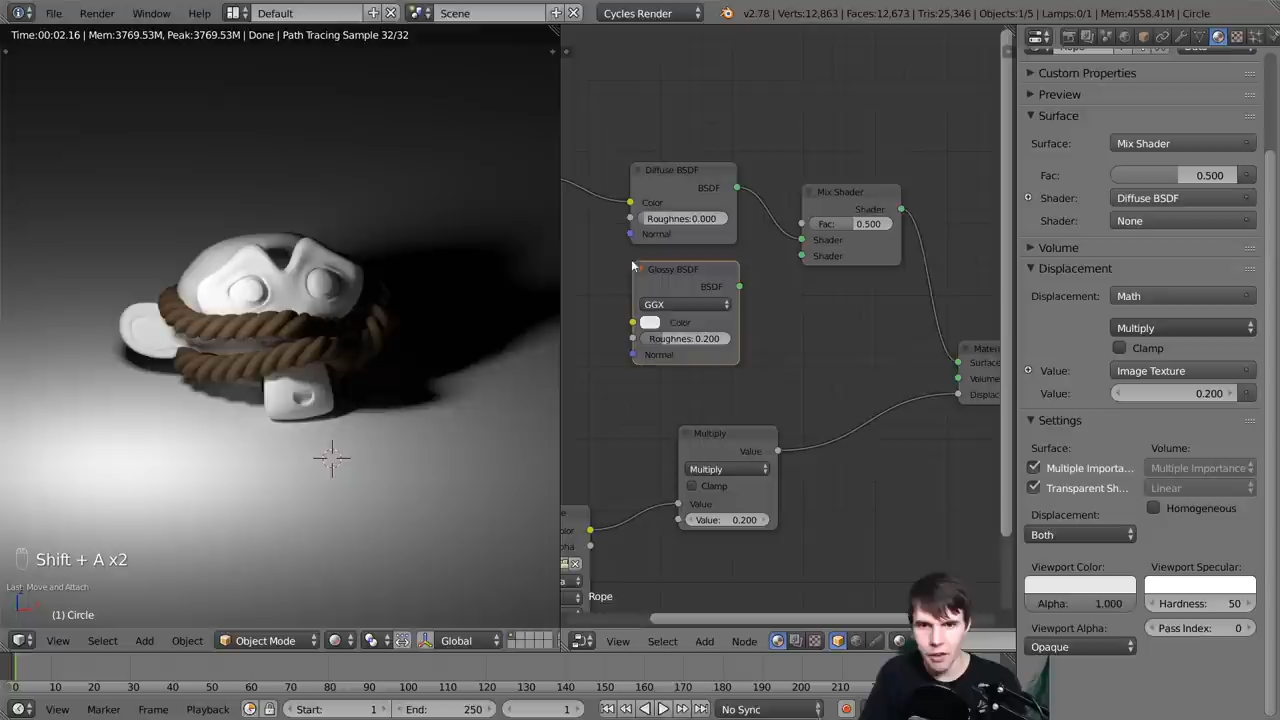 File Render Window Help Default Scene Cycles Render v2.78 | Verts:12,863 | Faces:12,673 | Tris:25,346 | Objects:1/5 | Lamps:0/1 | Mem:4558.41M | Circle
Time:00:02.16 | Mem:3769.53M, Peak:3769.53M | Done | Path Tracing Sample 32/32
Shift + A x2
Last: Move and Attach
(1) Circle
Diffuse BSDF
BSDF
Color
Roughness:0.000
Normal
Mix Shader
Shader
Fac: 0.500
Shader
Shader
Glossy BSDF
BSDF
GGX
Color
Roughness: 0.200
Normal
Surface
Volume
Displac
Multiply
Value
Multiply
Clamp
Value
Value: 0.200
Rope
Custom Properties
Preview
Surface
Surface: Mix Shader
Fac: 0.500
Shader: Diffuse BSDF
Shader: None
Volume
Displacement
Displacement: Math
Multiply
Clamp
Value: Image Texture
Value: 0.200
Settings
Surface: Volume:
Multiple Importa... Multiple Importance
Transparent Sh... Linear
Displacement: Homogeneous
Both
Viewport Color: Viewport Specular:
Alpha: 1.000 Hardness: 50
Viewport Alpha: Pass Index: 0
Opaque
View Select Add Object Object Mode Global
View Select Add Node
0 10 20 30 40 50 60 70 80 90 100 110 120 130 140 150 160 170 180 190 200 210
View Marker Frame Playback Start: 1 End: 250 1 No Sync